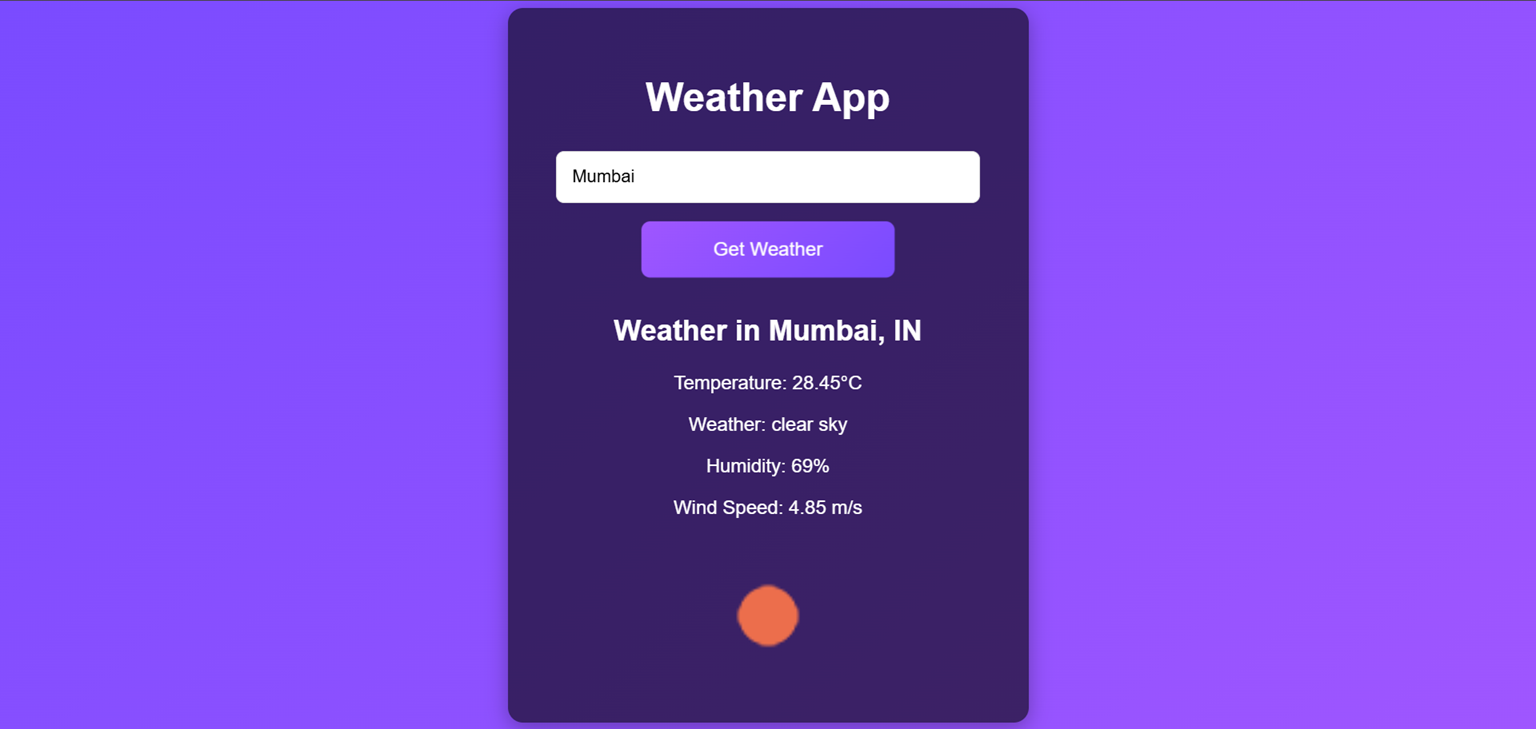 Weather App
Mumbai
Get Weather
Weather in Mumbai, IN
Temperature: 28.45°C
Weather: clear sky
Humidity: 69%
Wind Speed: 4.85 m/s